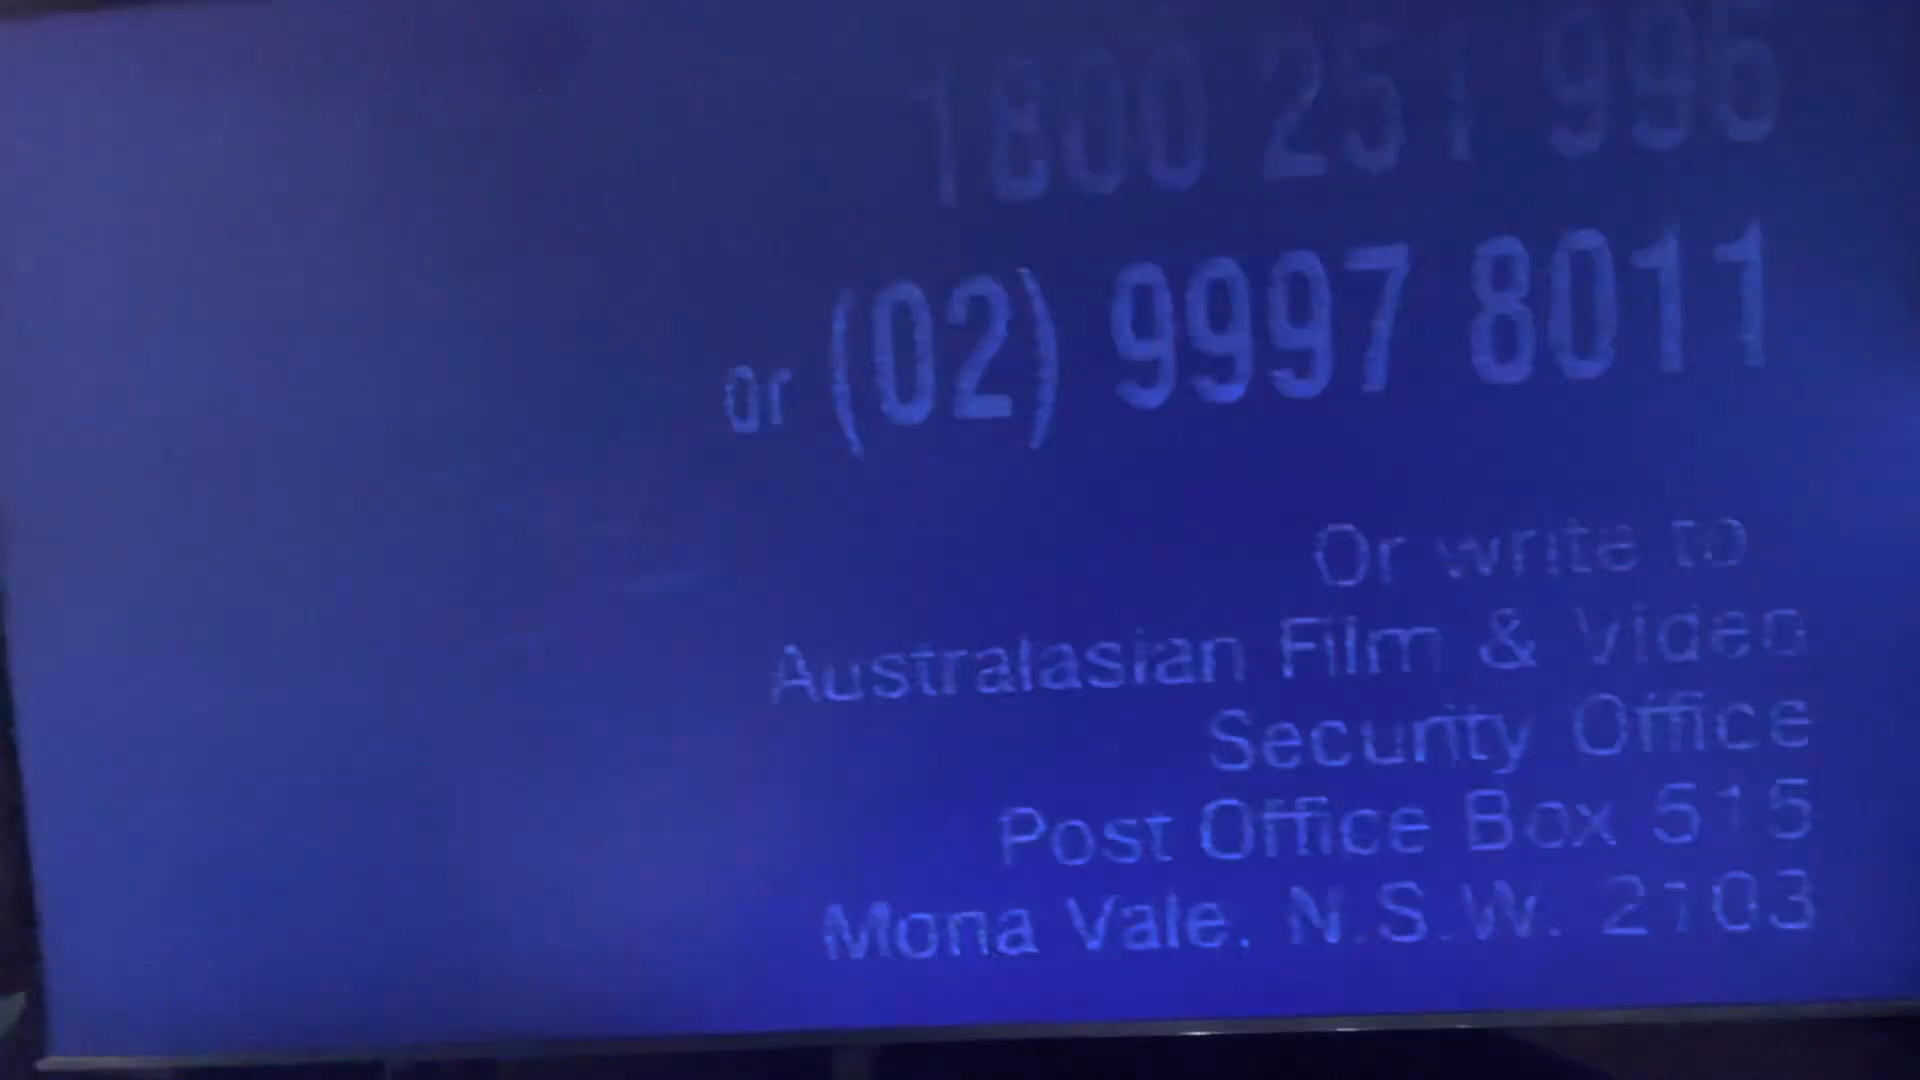 1800 251 996
or (02) 9997 8011
Or write to
Australasian Film & Video
Security Office
Post Office Box 515
Mona Vale, N.S.W. 2103